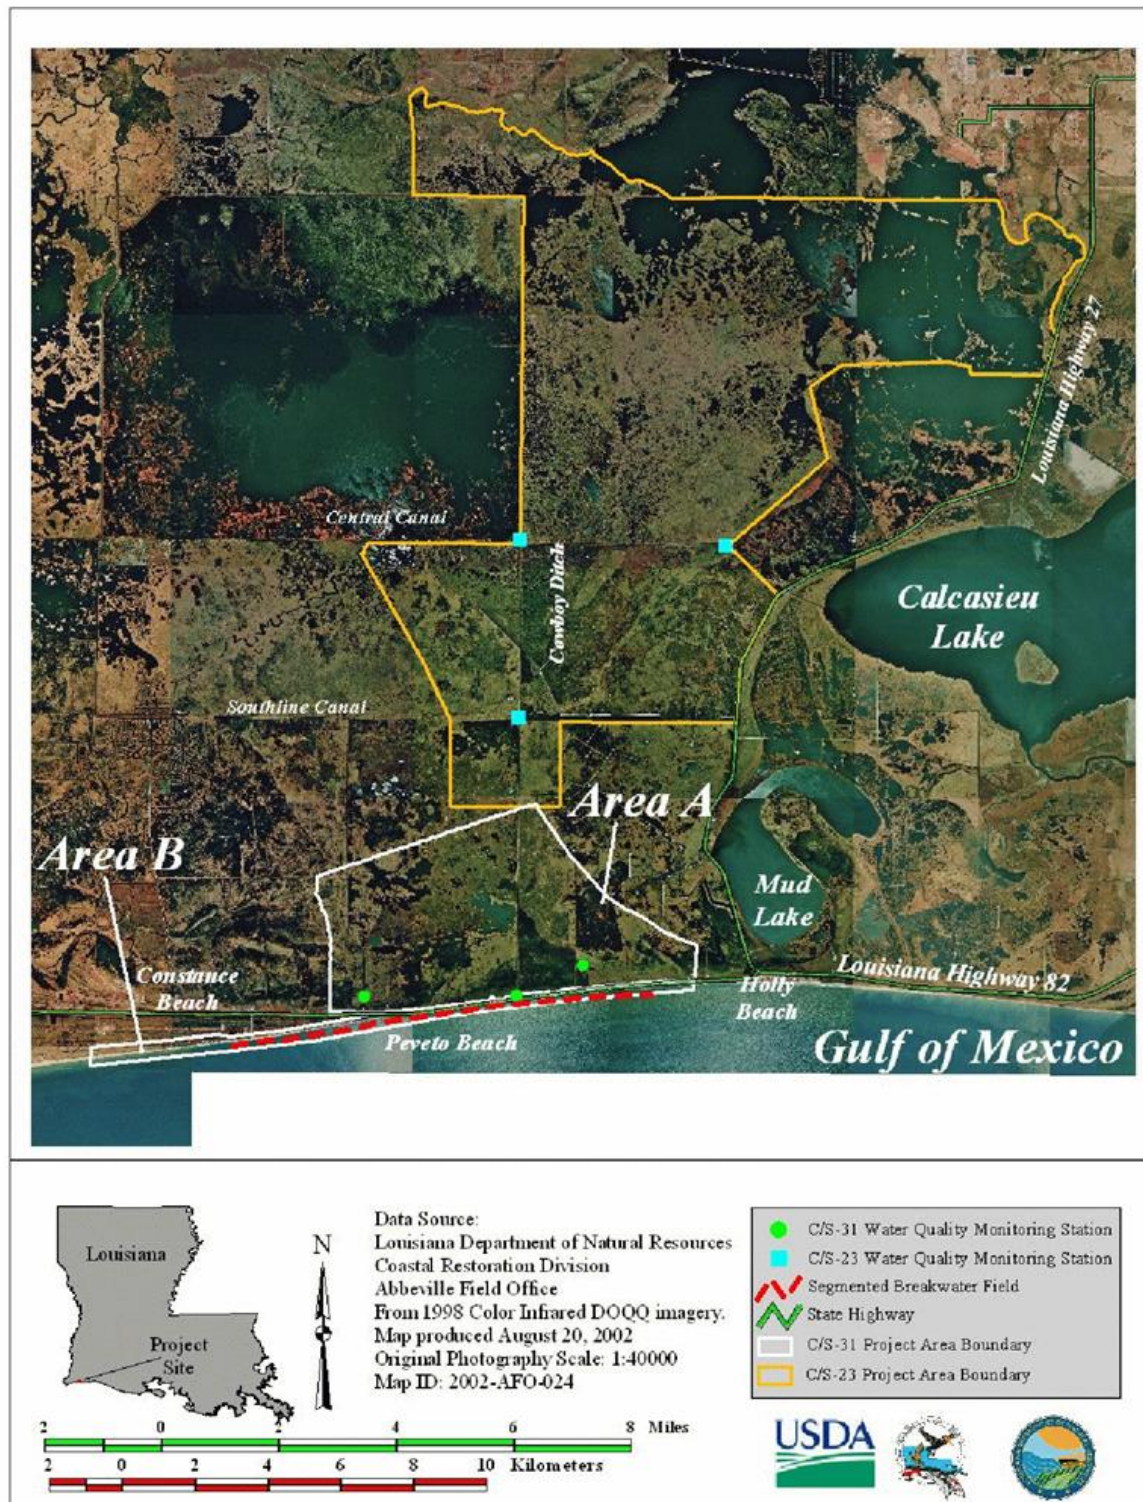 Louisiana Highway 27
Central Canal
Cowboy Ditch
Calcasieu
Lake
Southline Canal
Area A
Area B
Mud
Lake
Constance
Beach
Louisiana Highway 82
Holly
Beach
Peveto Beach
Gulf of Mexico
Louisiana
Project
Site
N
Data Source:
Louisiana Department of Natural Resources
Coastal Restoration Division
Abbeville Field Office
From 1998 Color Infrared DOQQ imagery.
Map produced August 20, 2002
Original Photography Scale: 1:40000
Map ID: 2002-AFO-024
C/S-31 Water Quality Monitoring Station
C/S-23 Water Quality Monitoring Station
Segmented Breakwater Field
State Highway
C/S-31 Project Area Boundary
C/S-23 Project Area Boundary
2 0 2 4 6 8 Miles
2 0 2 4 6 8 10 Kilometers
USDA